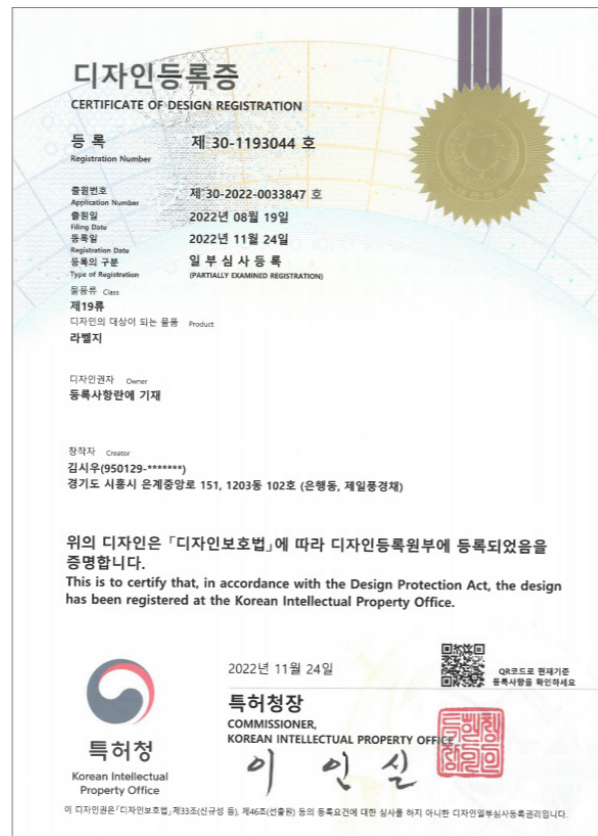 디자인등록증
CERTIFICATE OF DESIGN REGISTRATION
등 록 제 30-1193044 호
Registration Number
출원번호 제 30-2022-0033847 호
Application Number
출원일 2022년 08월 19일
Filing Date
등록일 2022년 11월 24일
Registration Date
등록의 구분 일 부 심 사 등 록
Type of Registration (PARTIALLY EXAMINED REGISTRATION)
물품류 Class
제19류
디자인의 대상이 되는 물품 Product
라벨지
디자인권자 Owner
등록사항란에 기재
창작자 Creator
김시우(950129-*******)
경기도 시흥시 은계중앙로 151, 1203동 102호 (은행동, 제일풍경채)
위의 디자인은 「디자인보호법」에 따라 디자인등록원부에 등록되었음을
증명합니다.
This is to certify that, in accordance with the Design Protection Act, the design
has been registered at the Korean Intellectual Property Office.
2022년 11월 24일
QR코드로 현재기준
등록사항을 확인하세요
특허청장
COMMISSIONER,
KOREAN INTELLECTUAL PROPERTY OFFICE
이 인 실
특허청
Korean Intellectual
Property Office
이 디자인권은「디자인보호법」제33조(신규성 등), 제46조(선출원) 등의 등록요건에 대한 심사를 하지 아니한 디자인일부심사등록권리입니다.